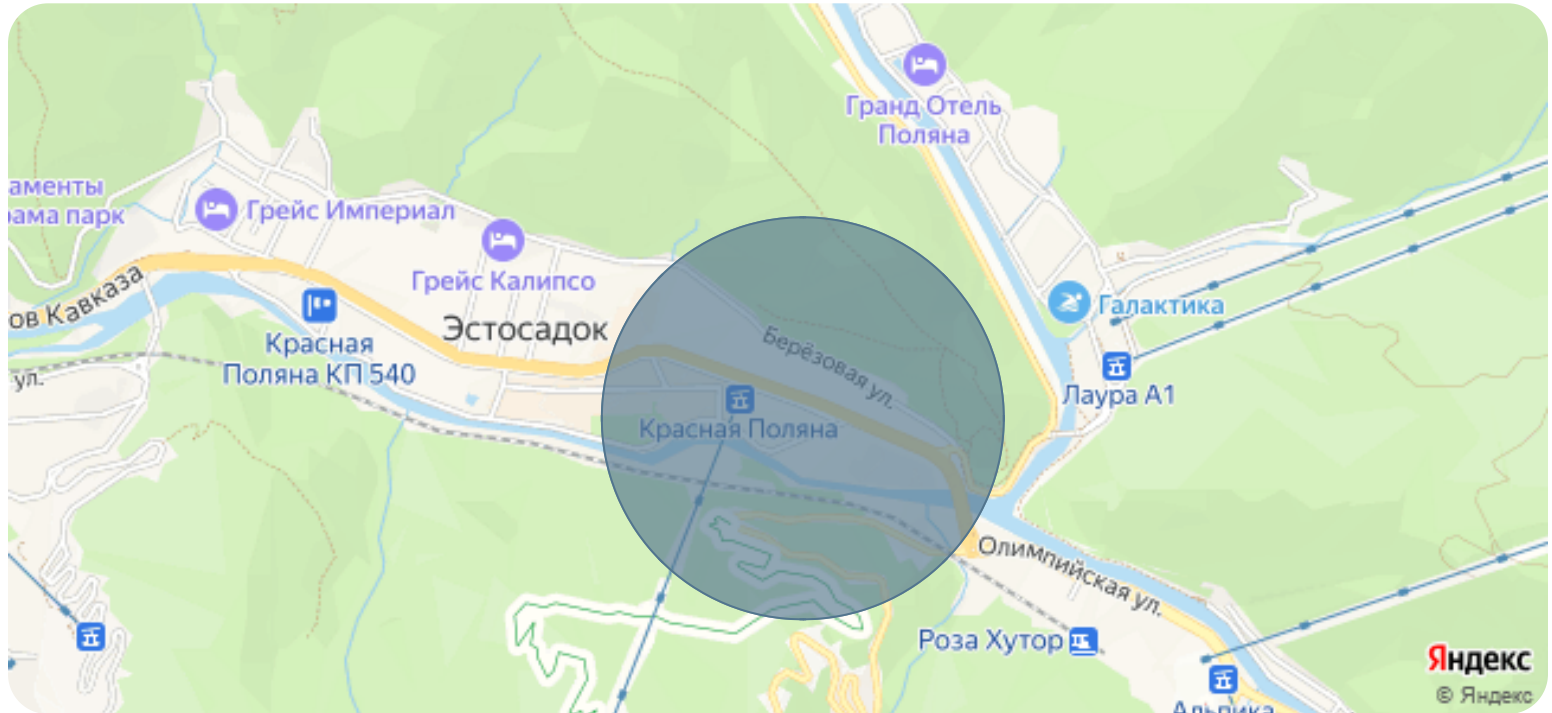 Гранд Отель
Поляна
аменты
рама парк
Грейс Империал
Грейс Калипсо
ов Кавказа
Красная
Поляна КП 540
Эстосадок
Берёзовая ул.
Галактика
Лаура А1
ул.
Красная Поляна
Олимпийская ул.
Роза Хутор
Альпика
Яндекс
© Яндекс